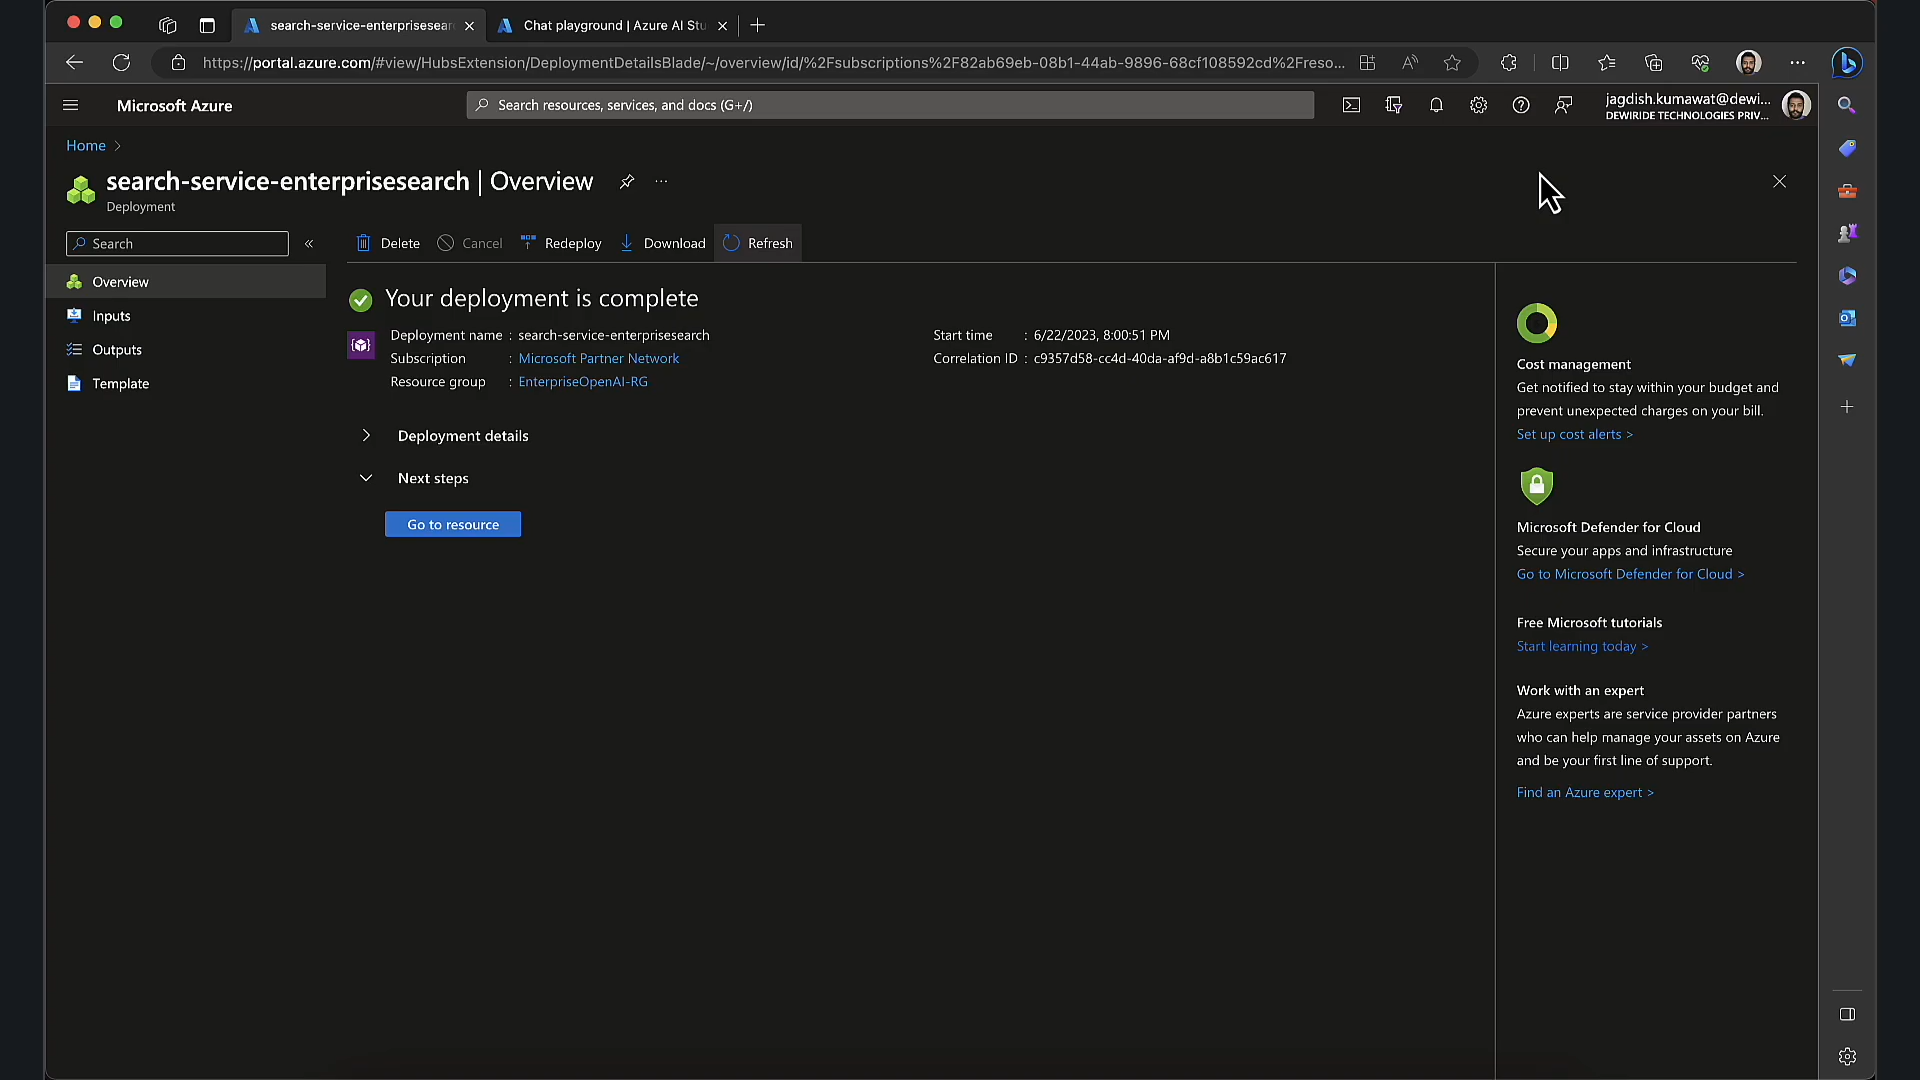 search-service-enterprisesear
Chat playground | Azure AI Stu
https://portal.azure.com/#view/HubsExtension/DeploymentDetailsBlade/~/overview/id/%2Fsubscriptions%2F82ab69eb-08b1-44ab-9896-68cf108592cd%2Freso...
Microsoft Azure
Search resources, services, and docs (G+/)
jagdish.kumawat@dewi...
DEWIRIDE TECHNOLOGIES PRIV...
Home >
search-service-enterprisesearch | Overview
Deployment
Search
Delete Cancel Redeploy Download Refresh
Overview
Inputs
Outputs
Template
Your deployment is complete
Deployment name : search-service-enterprisesearch
Subscription : Microsoft Partner Network
Resource group : EnterpriseOpenAI-RG
Start time : 6/22/2023, 8:00:51 PM
Correlation ID : c9357d58-cc4d-40da-af9d-a8b1c59ac617
Deployment details
Next steps
Go to resource
Cost management
Get notified to stay within your budget and
prevent unexpected charges on your bill.
Set up cost alerts >
Microsoft Defender for Cloud
Secure your apps and infrastructure
Go to Microsoft Defender for Cloud >
Free Microsoft tutorials
Start learning today >
Work with an expert
Azure experts are service provider partners
who can help manage your assets on Azure
and be your first line of support.
Find an Azure expert >